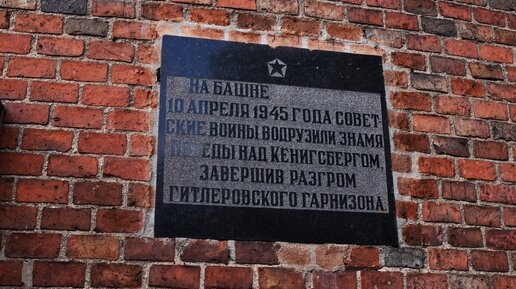 НА БАШНЕ
10 АПРЕЛЯ 1945 ГОДА СОВЕТ
СКИЕ ВОИНЫ ВОДРУЗИЛИ ЗНАМЯ
ПОБЕДЫ НАД КЕНИГСБЕРГОМ,
ЗАВЕРШИВ РАЗГРОМ
ГИТЛЕРОВСКОГО ГАРНИЗОНА